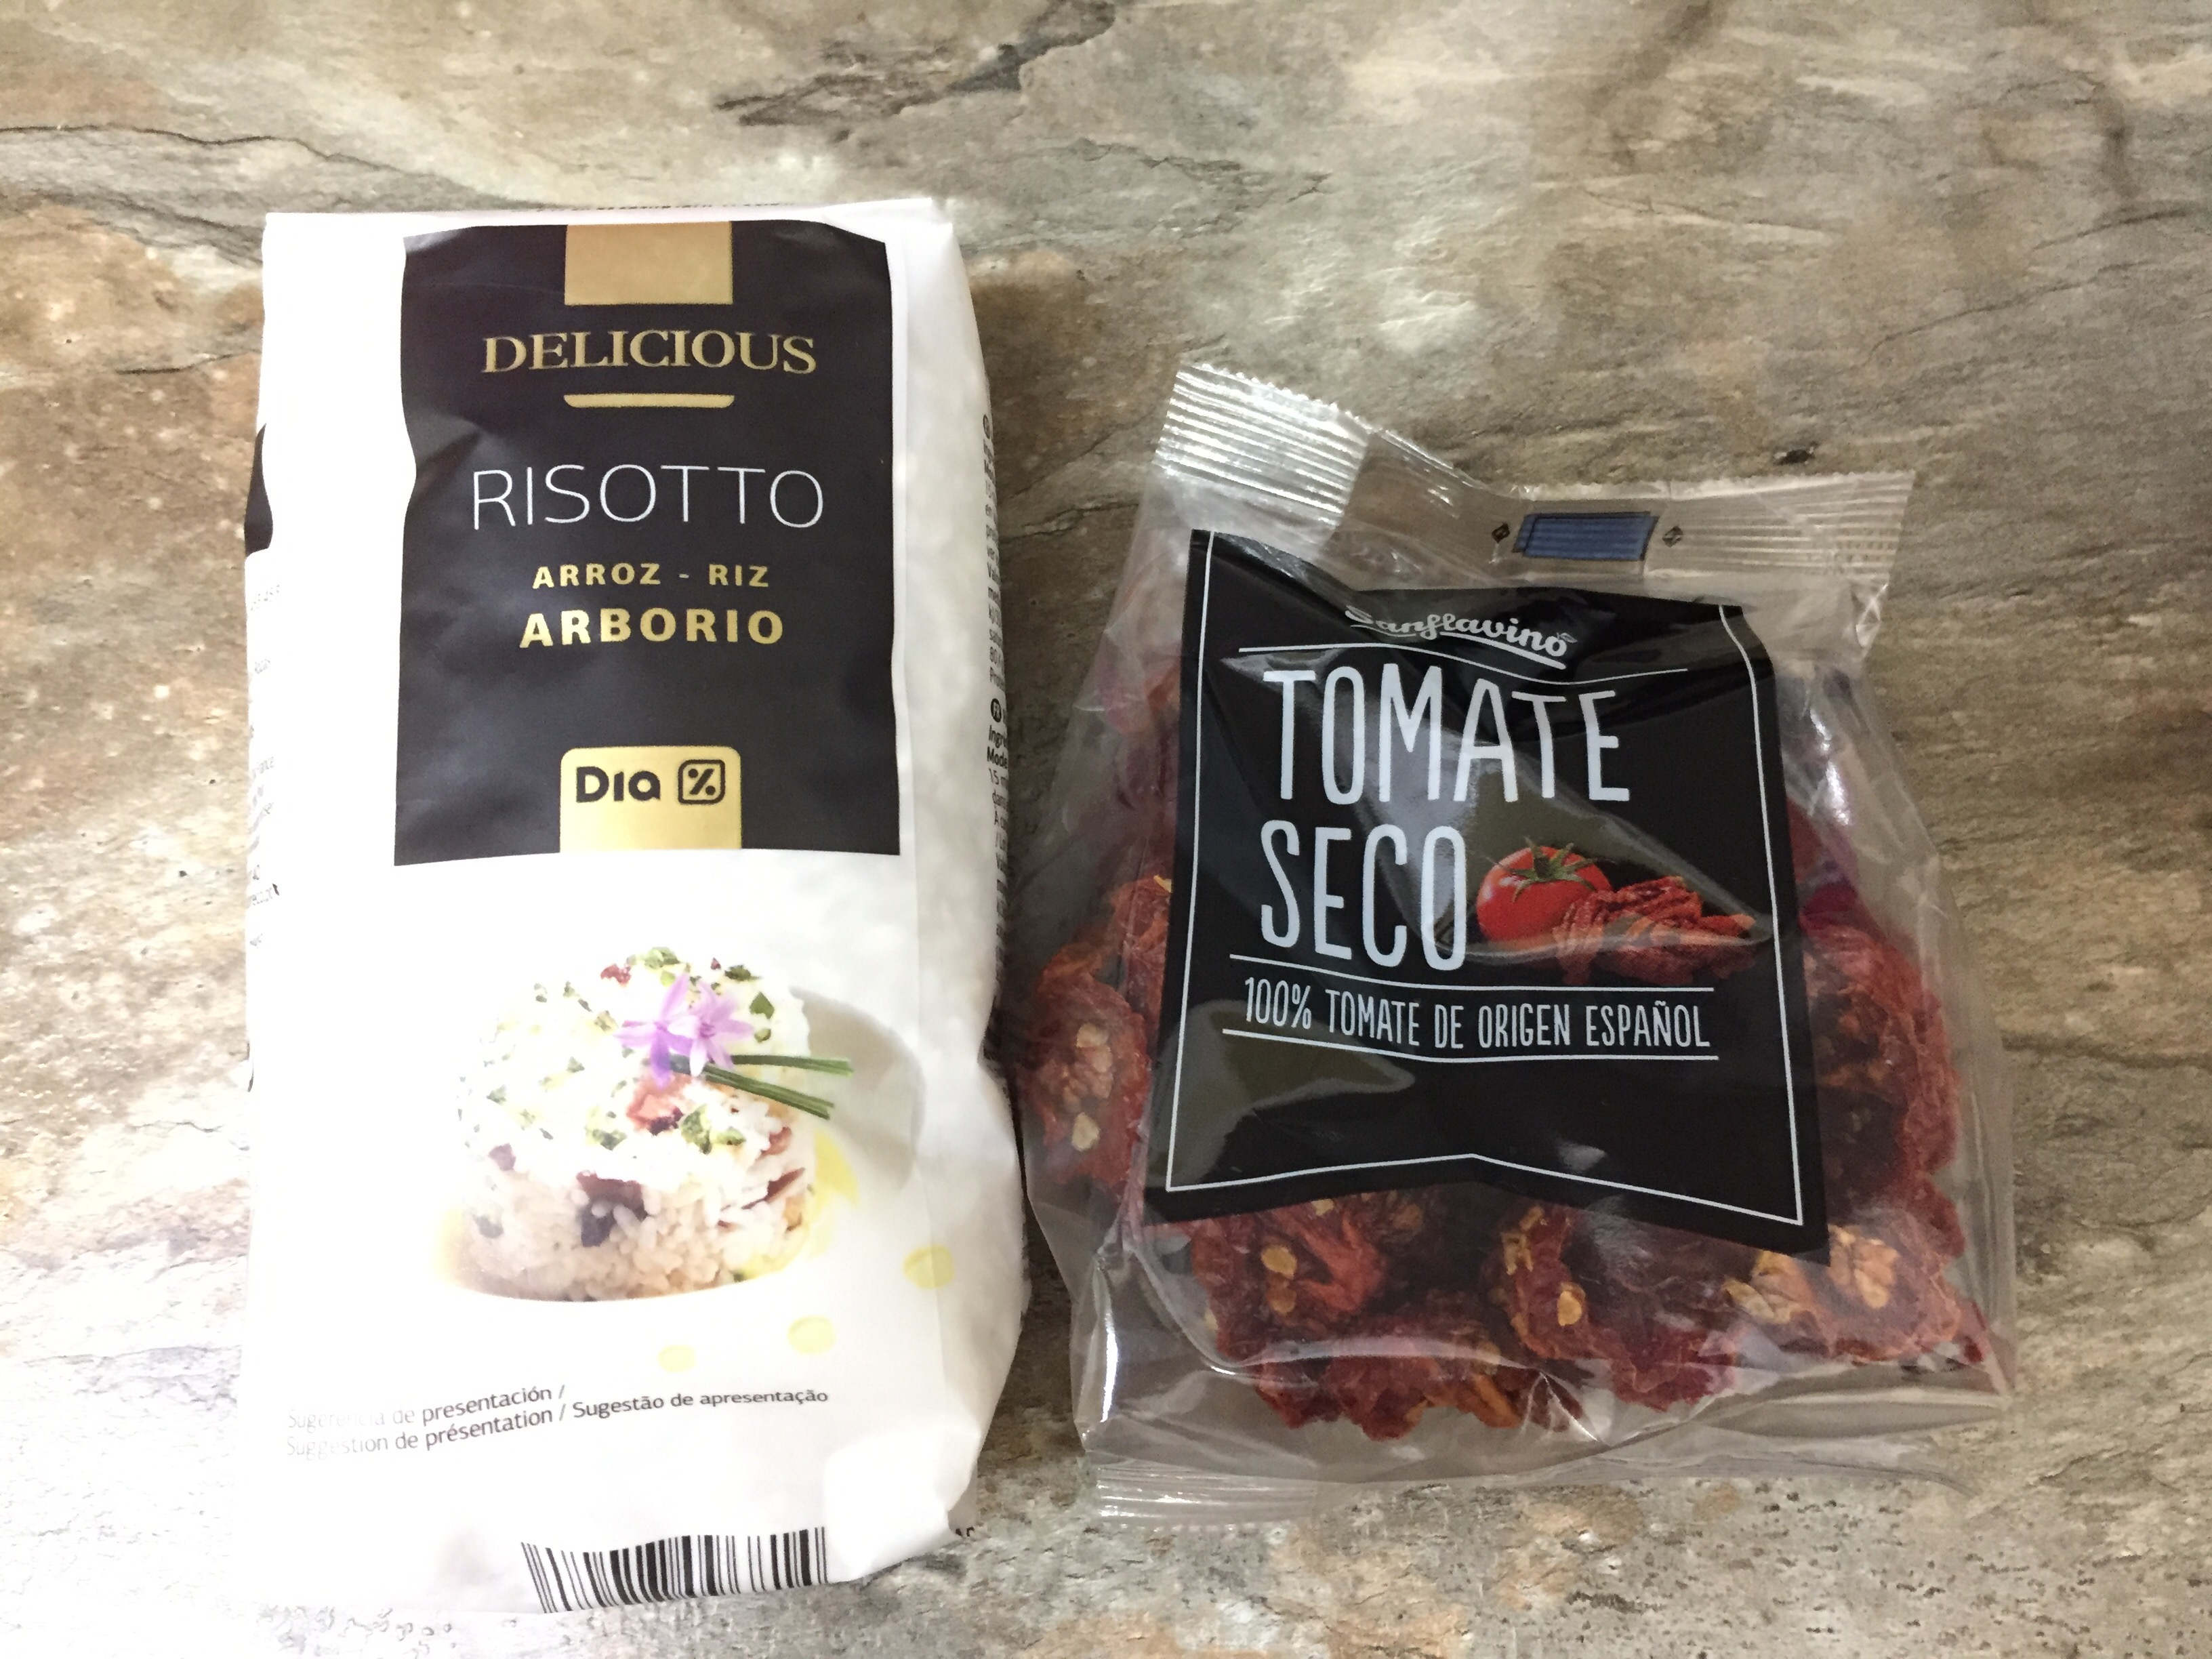 DELICIOUS
RISOTTO
ARROZ - RIZ
ARBORIO
Dia %
Sugerencia de presentación /
Suggestion de présentation / Sugestão de apresentação
Sanflavino
TOMATE
SECO
100% TOMATE DE ORIGEN ESPAÑOL